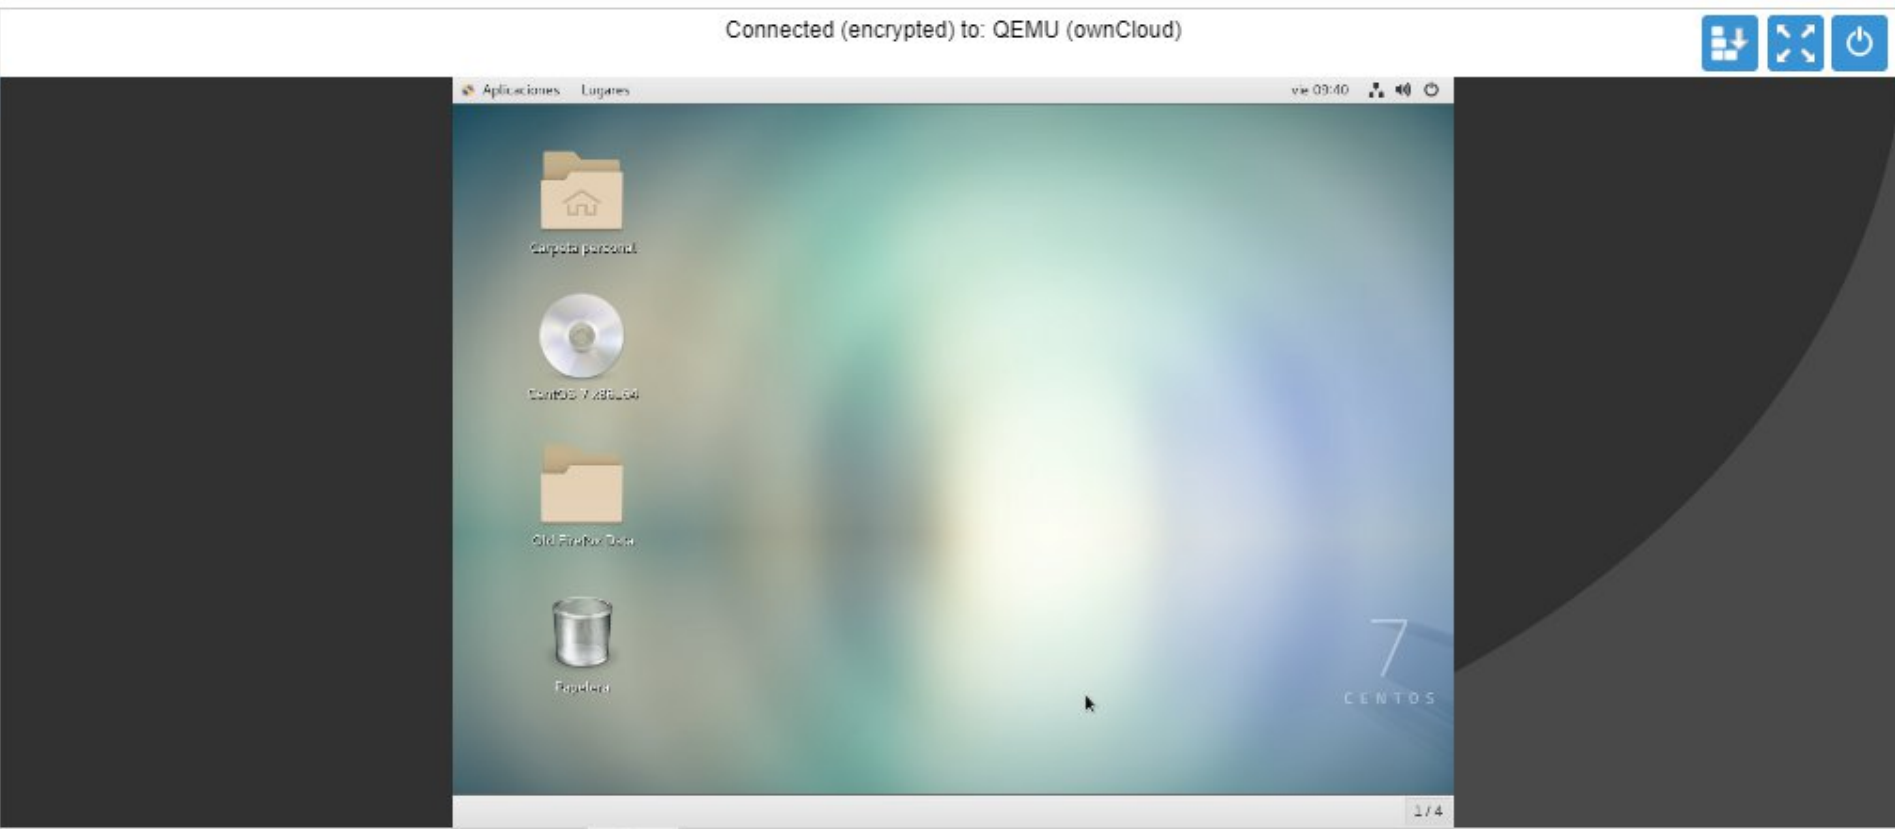 Connected (encrypted) to: QEMU (ownCloud)
Aplicaciones Lugares vie 09:40
Carpeta personal
CentOS 7 x86_64
Old Firefox Data
Papelera
7
CENTOS
1 / 4